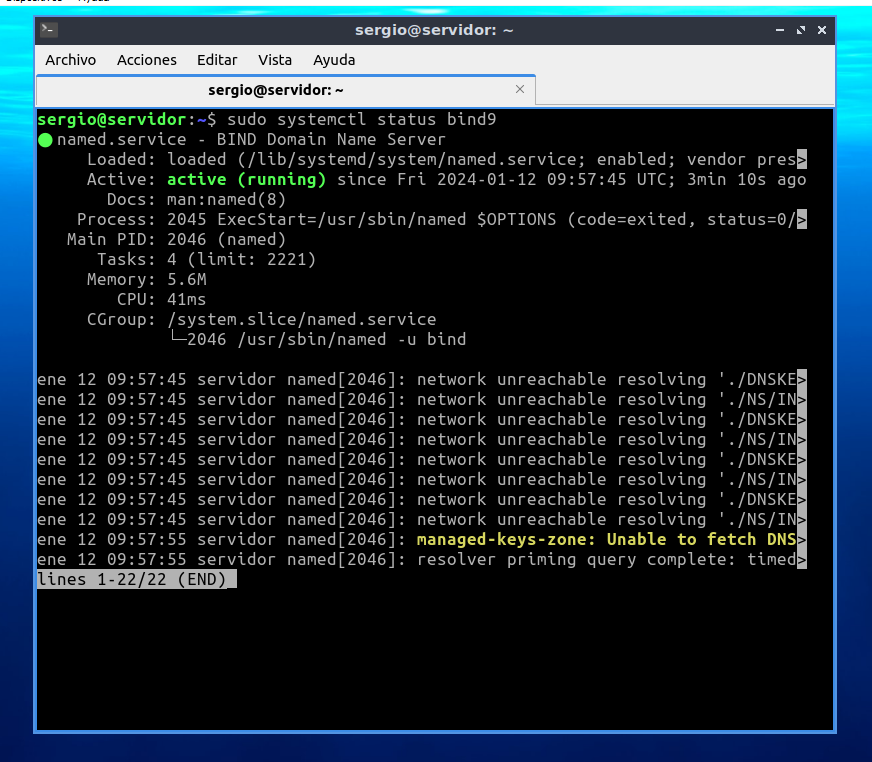 sergio@servidor: ~
Archivo Acciones Editar Vista Ayuda
sergio@servidor: ~
sergio@servidor:~$ sudo systemctl status bind9
● named.service - BIND Domain Name Server
Loaded: loaded (/lib/systemd/system/named.service; enabled; vendor pres>
Active: active (running) since Fri 2024-01-12 09:57:45 UTC; 3min 10s ago
Docs: man:named(8)
Process: 2045 ExecStart=/usr/sbin/named $OPTIONS (code=exited, status=0/>
Main PID: 2046 (named)
Tasks: 4 (limit: 2221)
Memory: 5.6M
CPU: 41ms
CGroup: /system.slice/named.service
└─2046 /usr/sbin/named -u bind
ene 12 09:57:45 servidor named[2046]: network unreachable resolving './DNSKE>
ene 12 09:57:45 servidor named[2046]: network unreachable resolving './NS/IN>
ene 12 09:57:45 servidor named[2046]: network unreachable resolving './DNSKE>
ene 12 09:57:45 servidor named[2046]: network unreachable resolving './NS/IN>
ene 12 09:57:45 servidor named[2046]: network unreachable resolving './DNSKE>
ene 12 09:57:45 servidor named[2046]: network unreachable resolving './NS/IN>
ene 12 09:57:45 servidor named[2046]: network unreachable resolving './DNSKE>
ene 12 09:57:45 servidor named[2046]: network unreachable resolving './NS/IN>
ene 12 09:57:55 servidor named[2046]: managed-keys-zone: Unable to fetch DNS>
ene 12 09:57:55 servidor named[2046]: resolver priming query complete: timed>
lines 1-22/22 (END)